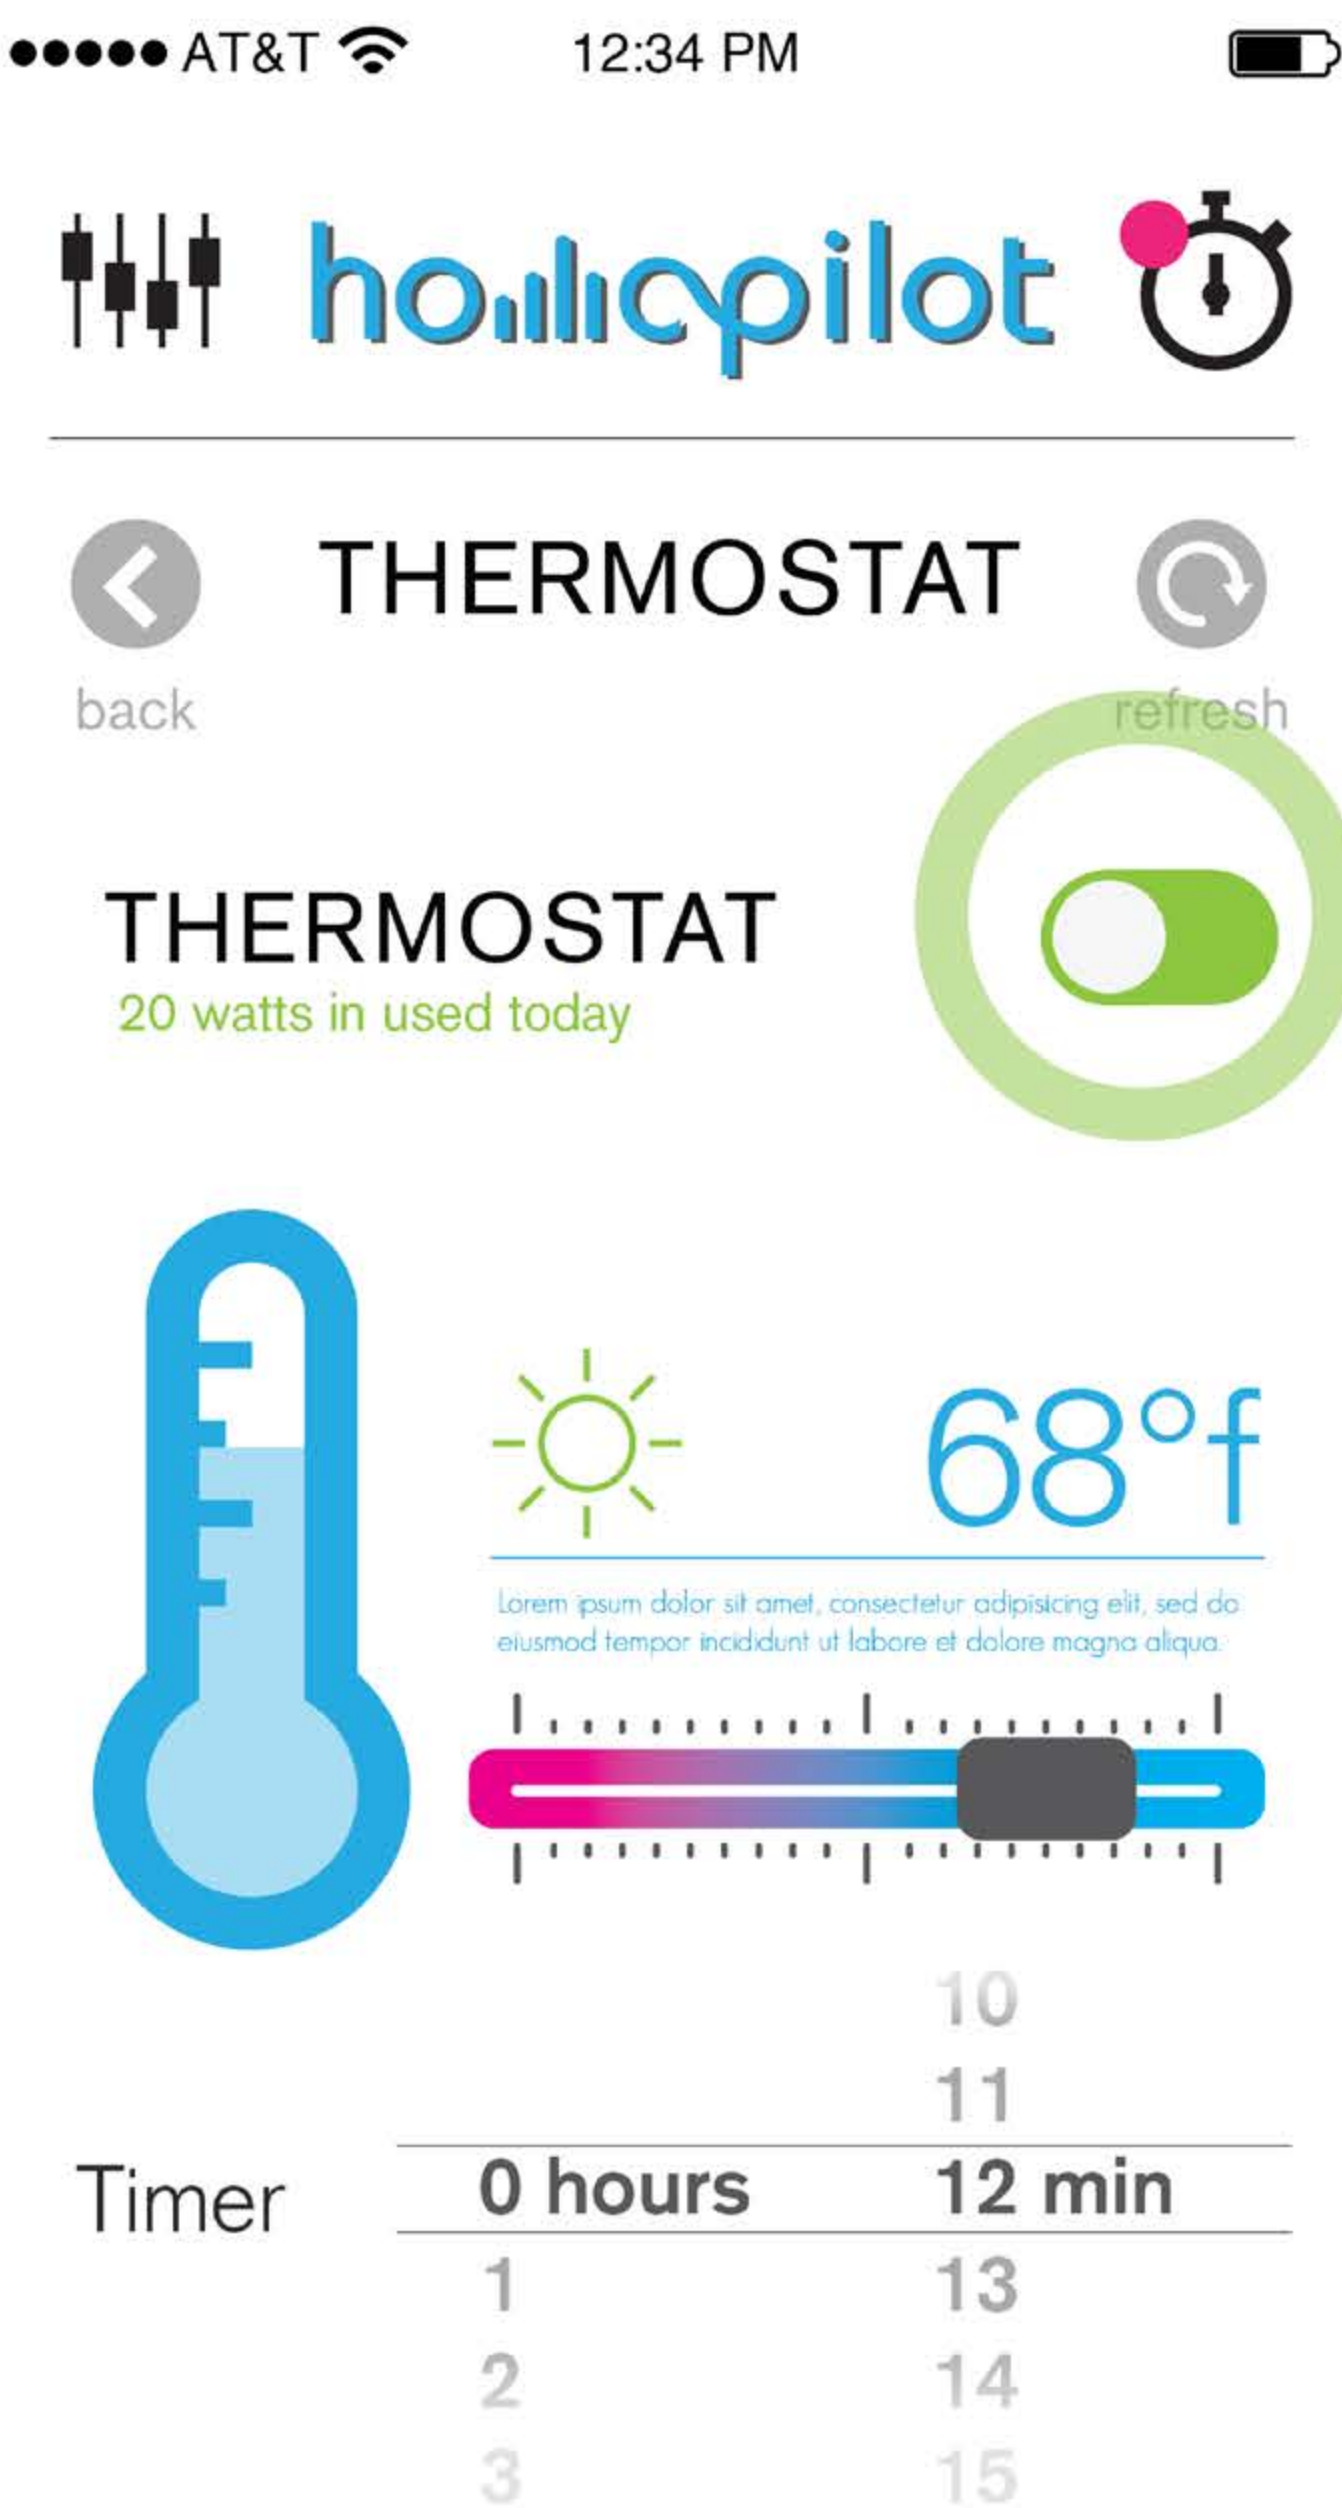 AT&T 12:34 PM
homepilot
THERMOSTAT
back refresh
THERMOSTAT
20 watts in used today
68°f
Lorem ipsum dolor sit amet, consectetur adipisicing elit, sed do
eiusmod tempor incididunt ut labore et dolore magna aliqua.
10
11
Timer 0 hours 12 min
1 13
2 14
3 15